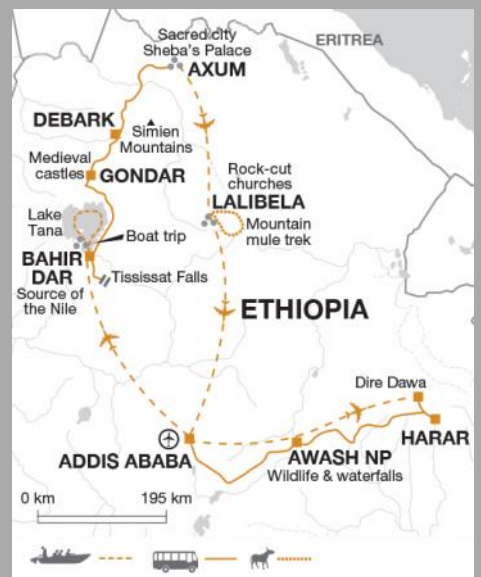 Sacred city
Sheba's Palace
AXUM
ERITREA
DEBARK
Simien
Mountains
Medieval
castles
GONDAR
Rock-cut
churches
LALIBELA
Mountain
mule trek
Lake
Tana
Boat trip
BAHIR
DAR
Tississat Falls
Source of
the Nile
ETHIOPIA
Dire Dawa
HARAR
ADDIS ABABA
AWASH NP
Wildlife & waterfalls
0 km
195 km